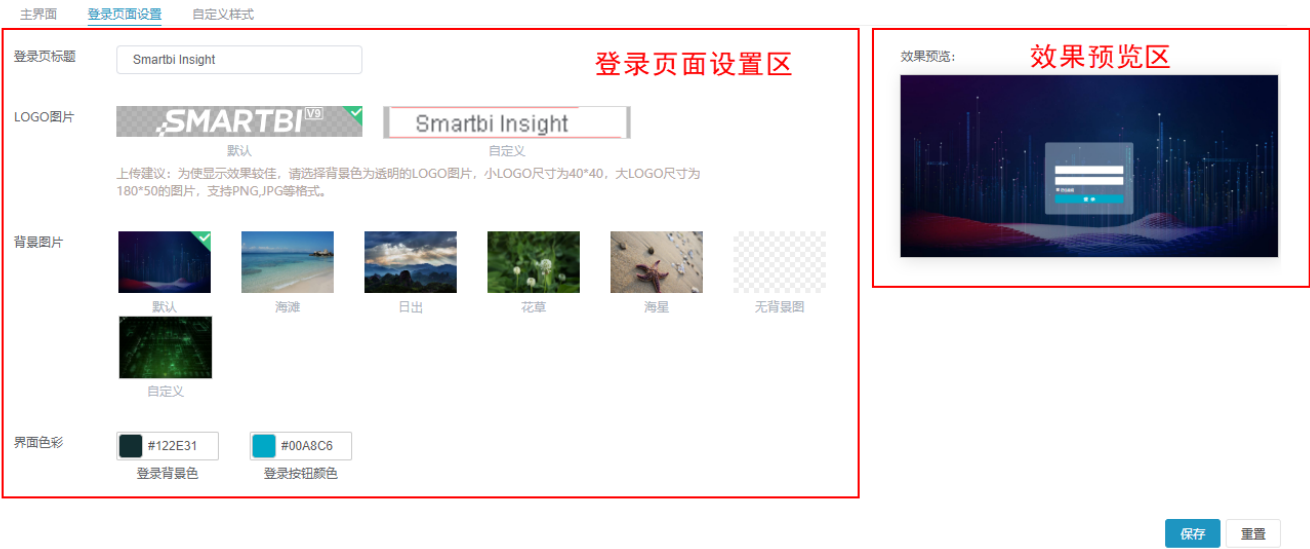 主界面 登录页面设置 自定义样式
登录页标题 Smartbi Insight 登录页面设置区
效果预览: 效果预览区
LOGO图片 SMARTBI V9 Smartbi Insight
默认 自定义
上传建议：为使显示效果较佳，请选择背景色为透明的LOGO图片，小LOGO尺寸为40*40，大LOGO尺寸为
180*50的图片，支持PNG,JPG等格式。
背景图片
默认 海滩 日出 花草 海星 无背景图
自定义
界面色彩 #122E31 #00A8C6
登录背景色 登录按钮颜色
保存 重置